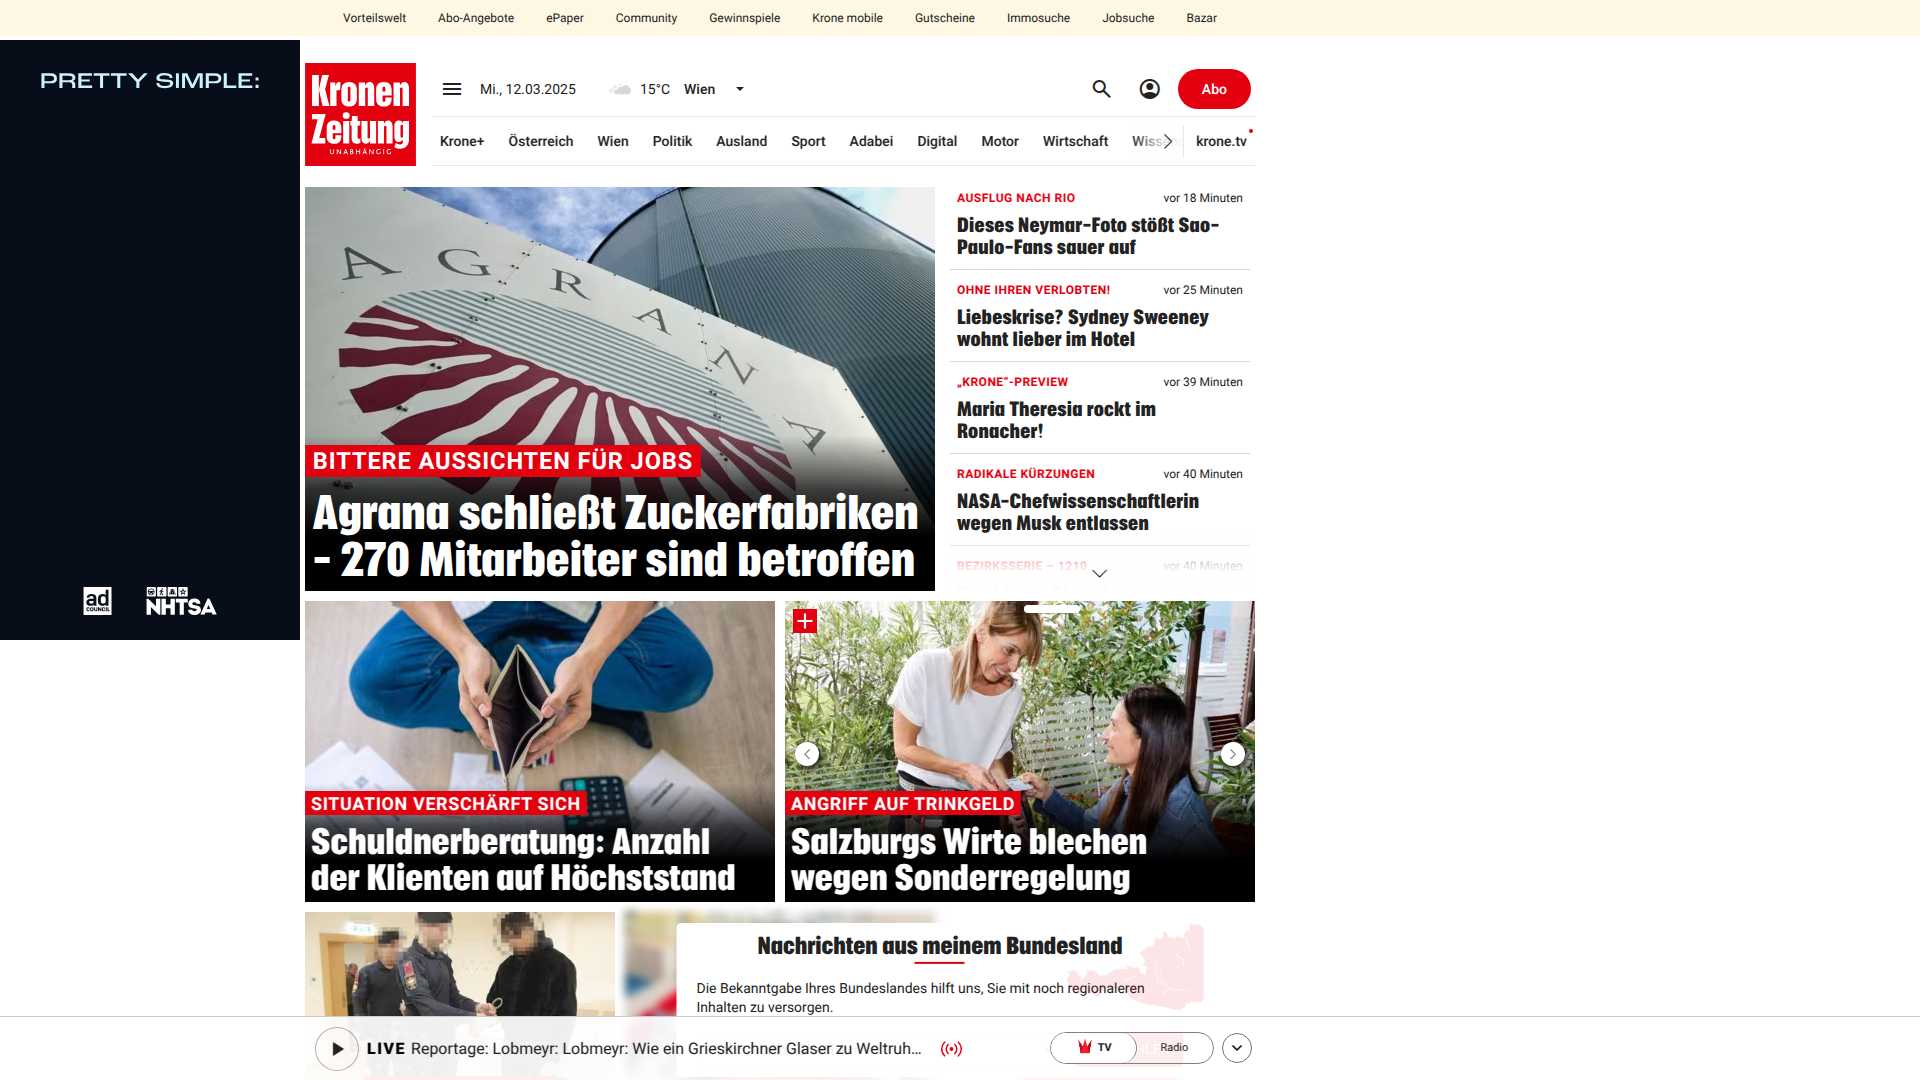 Vorteilswelt Abo-Angebote ePaper Community Gewinnspiele Krone mobile Gutscheine Immosuche Jobsuche Bazar
PRETTY SIMPLE:
ad
COUNCIL
NHTSA
Kronen
Zeitung
UNABHÄNGIG
Mi., 12.03.2025 15°C Wien
Abo
Krone+ Österreich Wien Politik Ausland Sport Adabei Digital Motor Wirtschaft krone.tv
AGRANA
BITTERE AUSSICHTEN FÜR JOBS
Agrana schließt Zuckerfabriken
– 270 Mitarbeiter sind betroffen
AUSFLUG NACH RIO vor 18 Minuten
Dieses Neymar-Foto stößt Sao-
Paulo-Fans sauer auf
OHNE IHREN VERLOBTEN! vor 25 Minuten
Liebeskrise? Sydney Sweeney
wohnt lieber im Hotel
„KRONE“-PREVIEW vor 39 Minuten
Maria Theresia rockt im
Ronacher!
RADIKALE KÜRZUNGEN vor 40 Minuten
NASA-Chefwissenschaftlerin
wegen Musk entlassen
BEZIRKSSERIE – 1210 vor 40 Minuten
SITUATION VERSCHÄRFT SICH
Schuldnerberatung: Anzahl
der Klienten auf Höchststand
ANGRIFF AUF TRINKGELD
Salzburgs Wirte blechen
wegen Sonderregelung
Nachrichten aus meinem Bundesland
Die Bekanntgabe Ihres Bundeslandes hilft uns, Sie mit noch regionaleren
Inhalten zu versorgen.
LIVE Reportage: Lobmeyr: Lobmeyr: Wie ein Grieskirchner Glaser zu Weltruh...
TV Radio